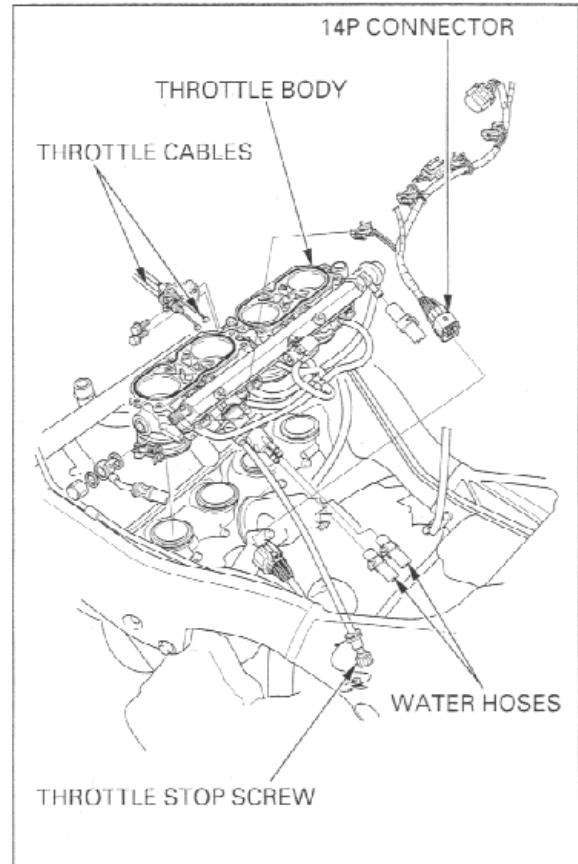 14P CONNECTOR
THROTTLE BODY
THROTTLE CABLES
WATER HOSES
THROTTLE STOP SCREW